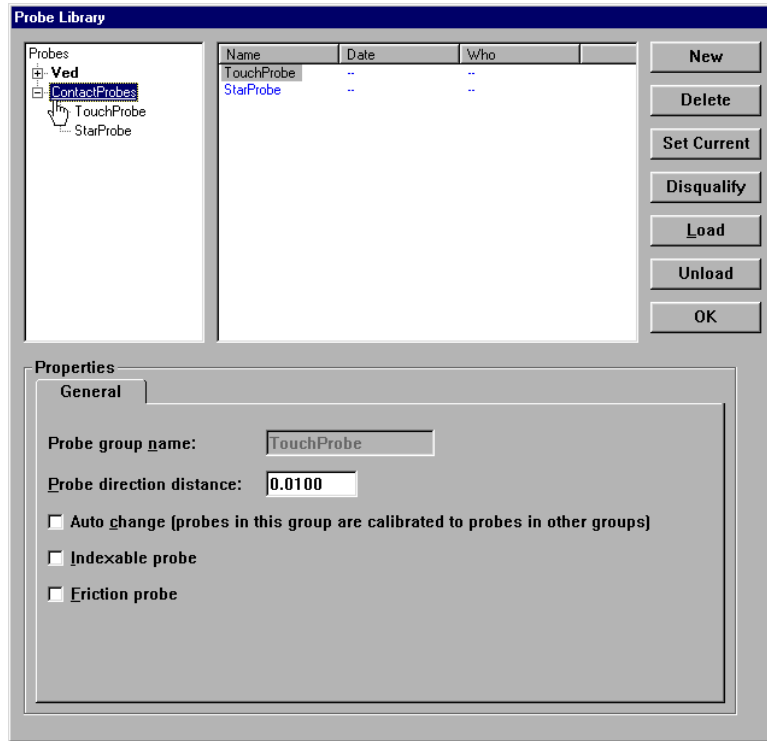 Probe Library
Probes
Ved
ContactProbes
TouchProbe
StarProbe
Name Date Who
TouchProbe -- --
StarProbe -- --
New
Delete
Set Current
Disqualify
Load
Unload
OK
Properties
General
Probe group name: TouchProbe
Probe direction distance: 0.0100
Auto change (probes in this group are calibrated to probes in other groups)
Indexable probe
Friction probe